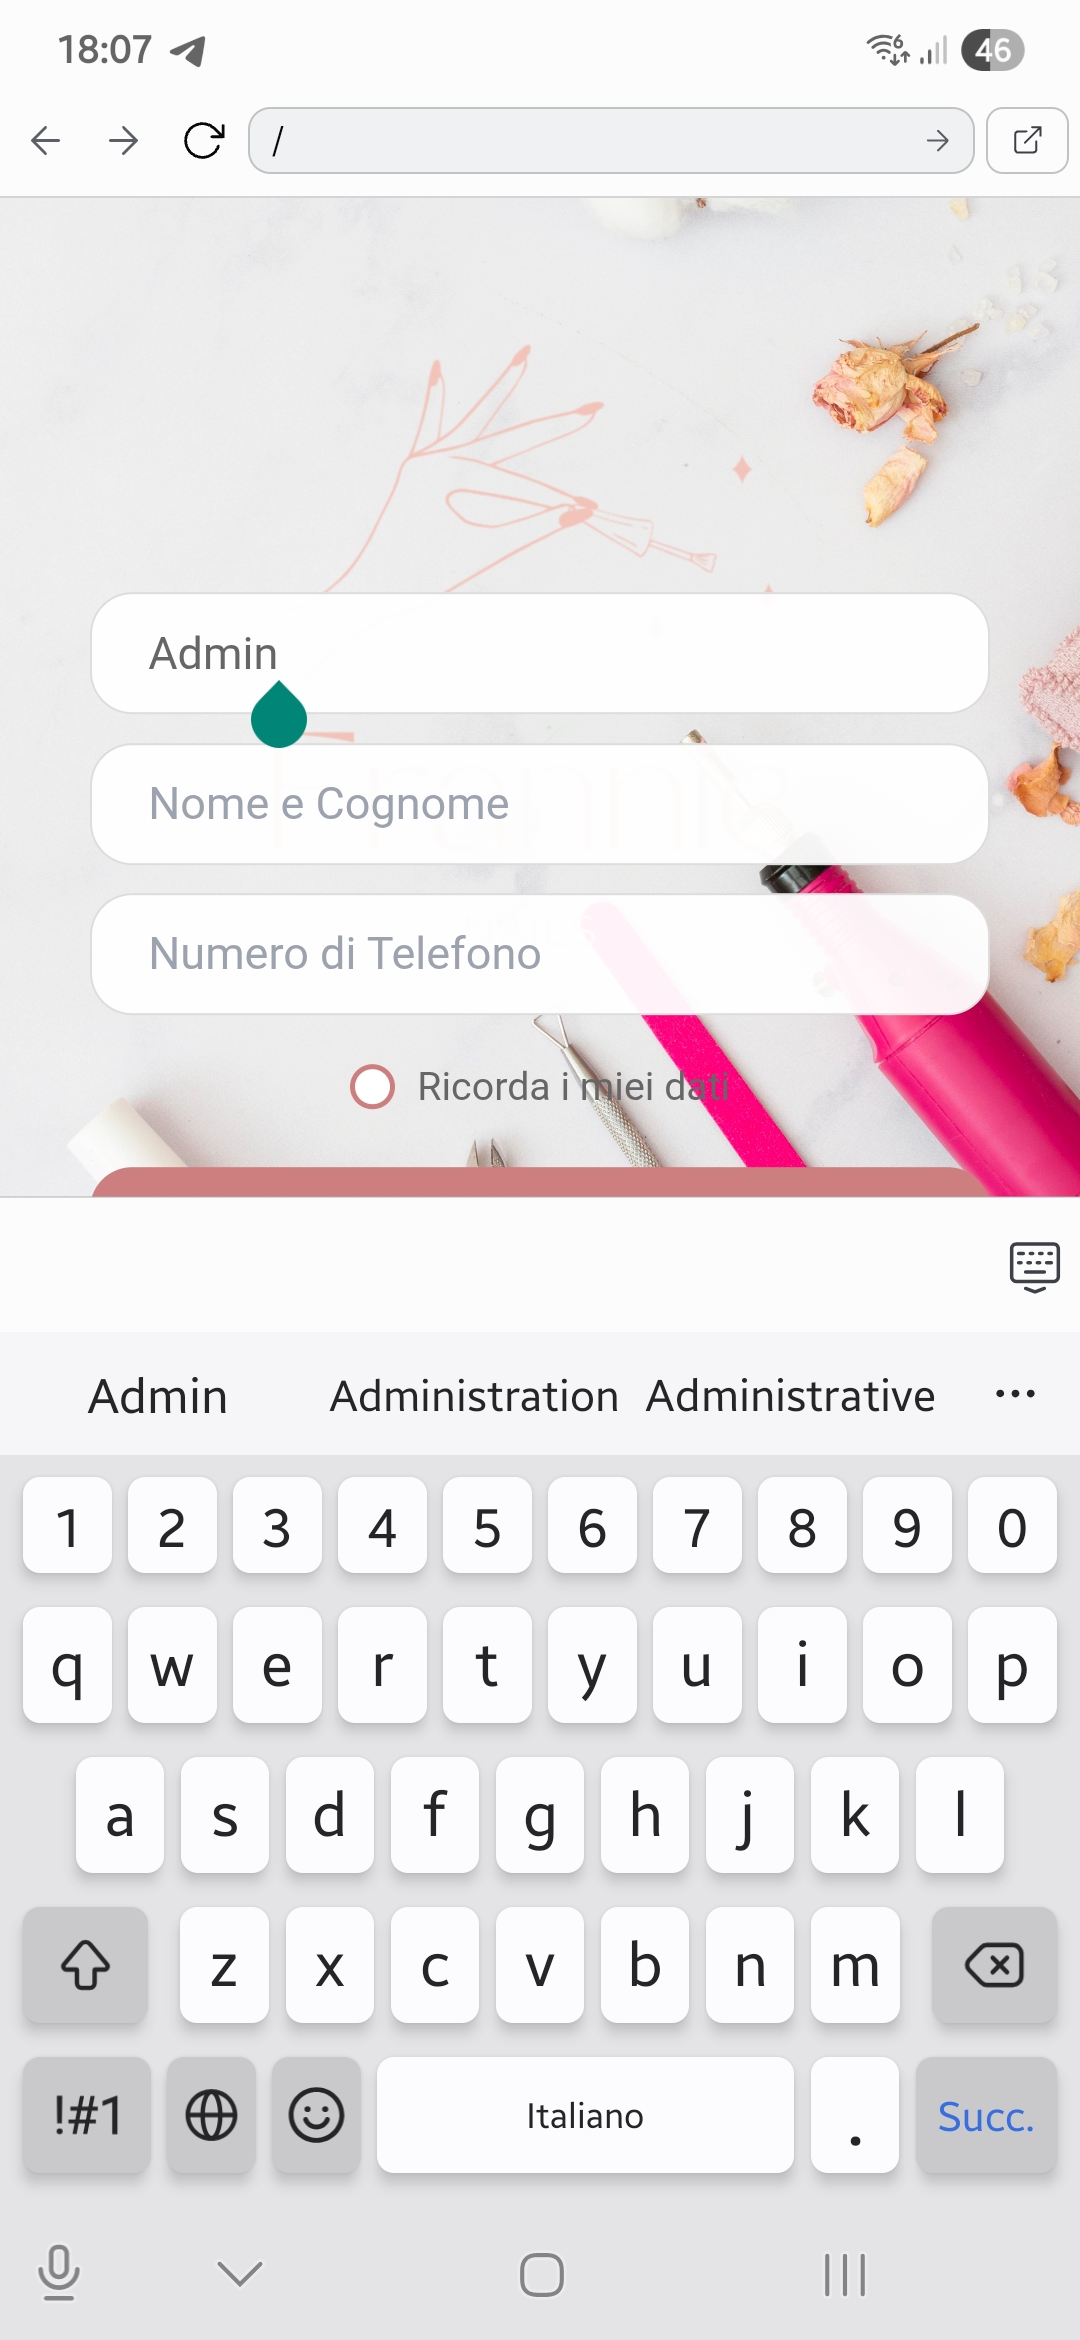 18:07
46
/
Admin
Nome e Cognome
Numero di Telefono
Ricorda i miei dati
Admin Administration Administrative ...
1 2 3 4 5 6 7 8 9 0
q w e r t y u i o p
a s d f g h j k l
z x c v b n m
!#1 Italiano . Succ.